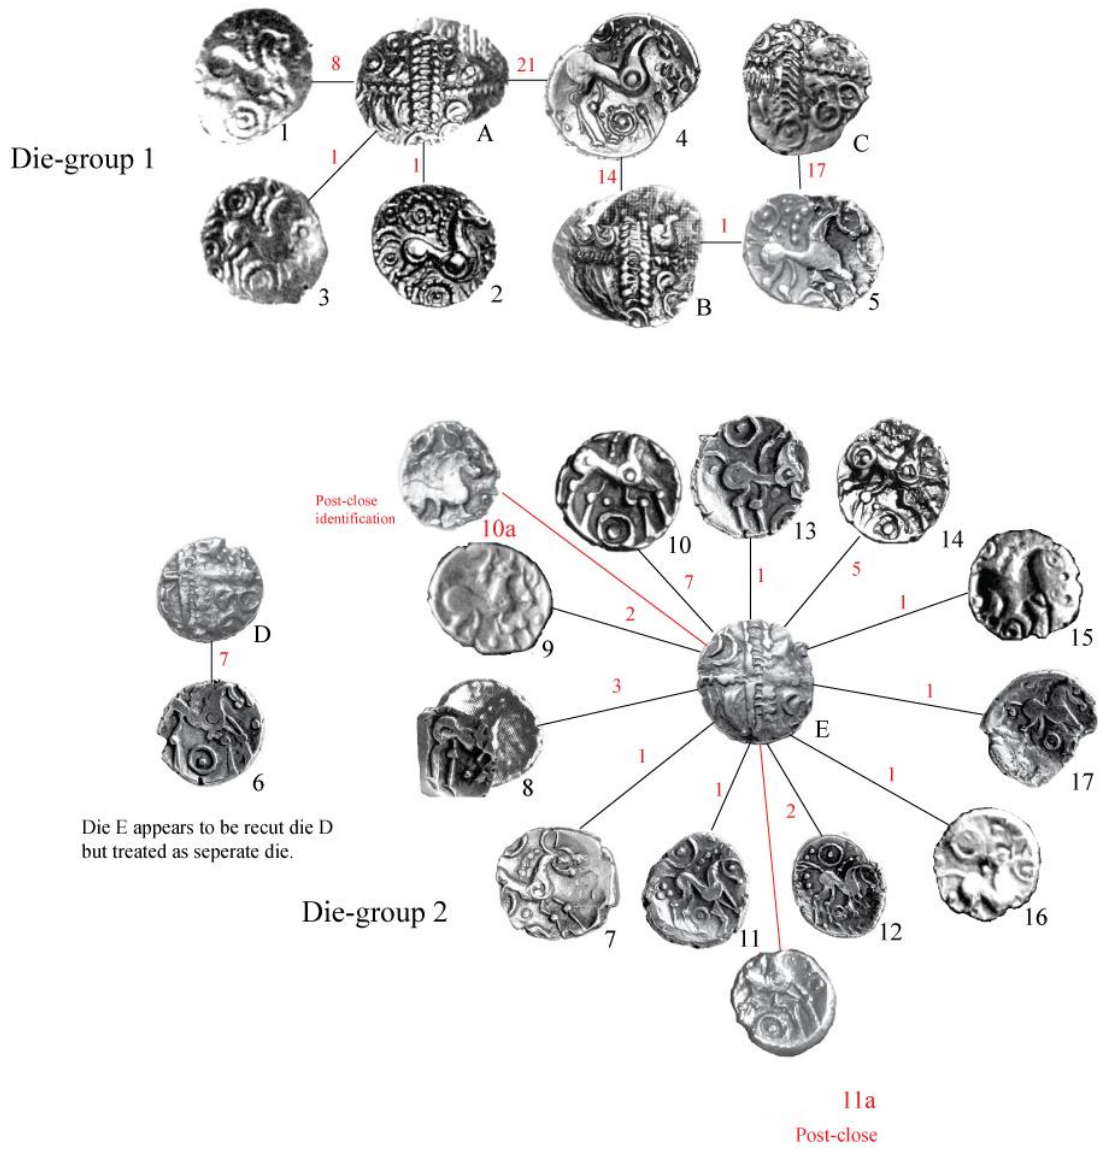 8
21
1
A
4
C
Die-group 1
1
1
14
17
1
3
2
B
5
Post-close
identification
10a
10
13
14
7
1
5
2
1
9
15
D
7
3
1
E
8
17
6
1
1
2
1
Die E appears to be recut die D
but treated as seperate die.
Die-group 2
7
11
12
16
11a
Post-close